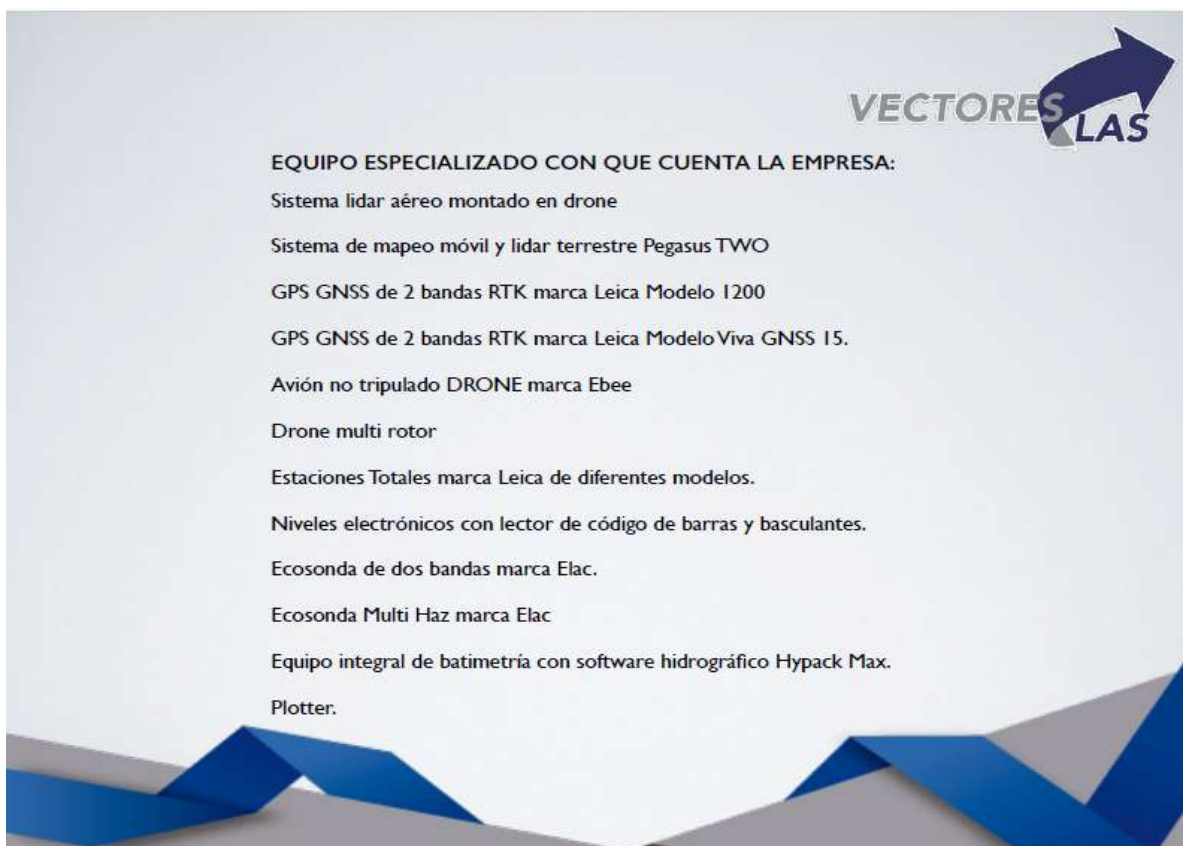 VECTORES
LAS
EQUIPO ESPECIALIZADO CON QUE CUENTA LA EMPRESA:
Sistema lidar aéreo montado en drone
Sistema de mapeo móvil y lidar terrestre Pegasus TWO
GPS GNSS de 2 bandas RTK marca Leica Modelo 1200
GPS GNSS de 2 bandas RTK marca Leica Modelo Viva GNSS 15.
Avión no tripulado DRONE marca Ebee
Drone multi rotor
Estaciones Totales marca Leica de diferentes modelos.
Niveles electrónicos con lector de código de barras y basculantes.
Ecosonda de dos bandas marca Elac.
Ecosonda Multi Haz marca Elac
Equipo integral de batimetría con software hidrográfico Hypack Max.
Plotter.